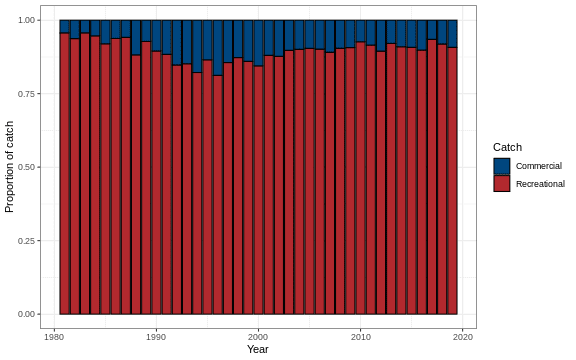 1.00
0.75
0.50
0.25
0.00
Proportion of catch
1980
1990
2000
2010
2020
Year
Catch
Commercial
Recreational